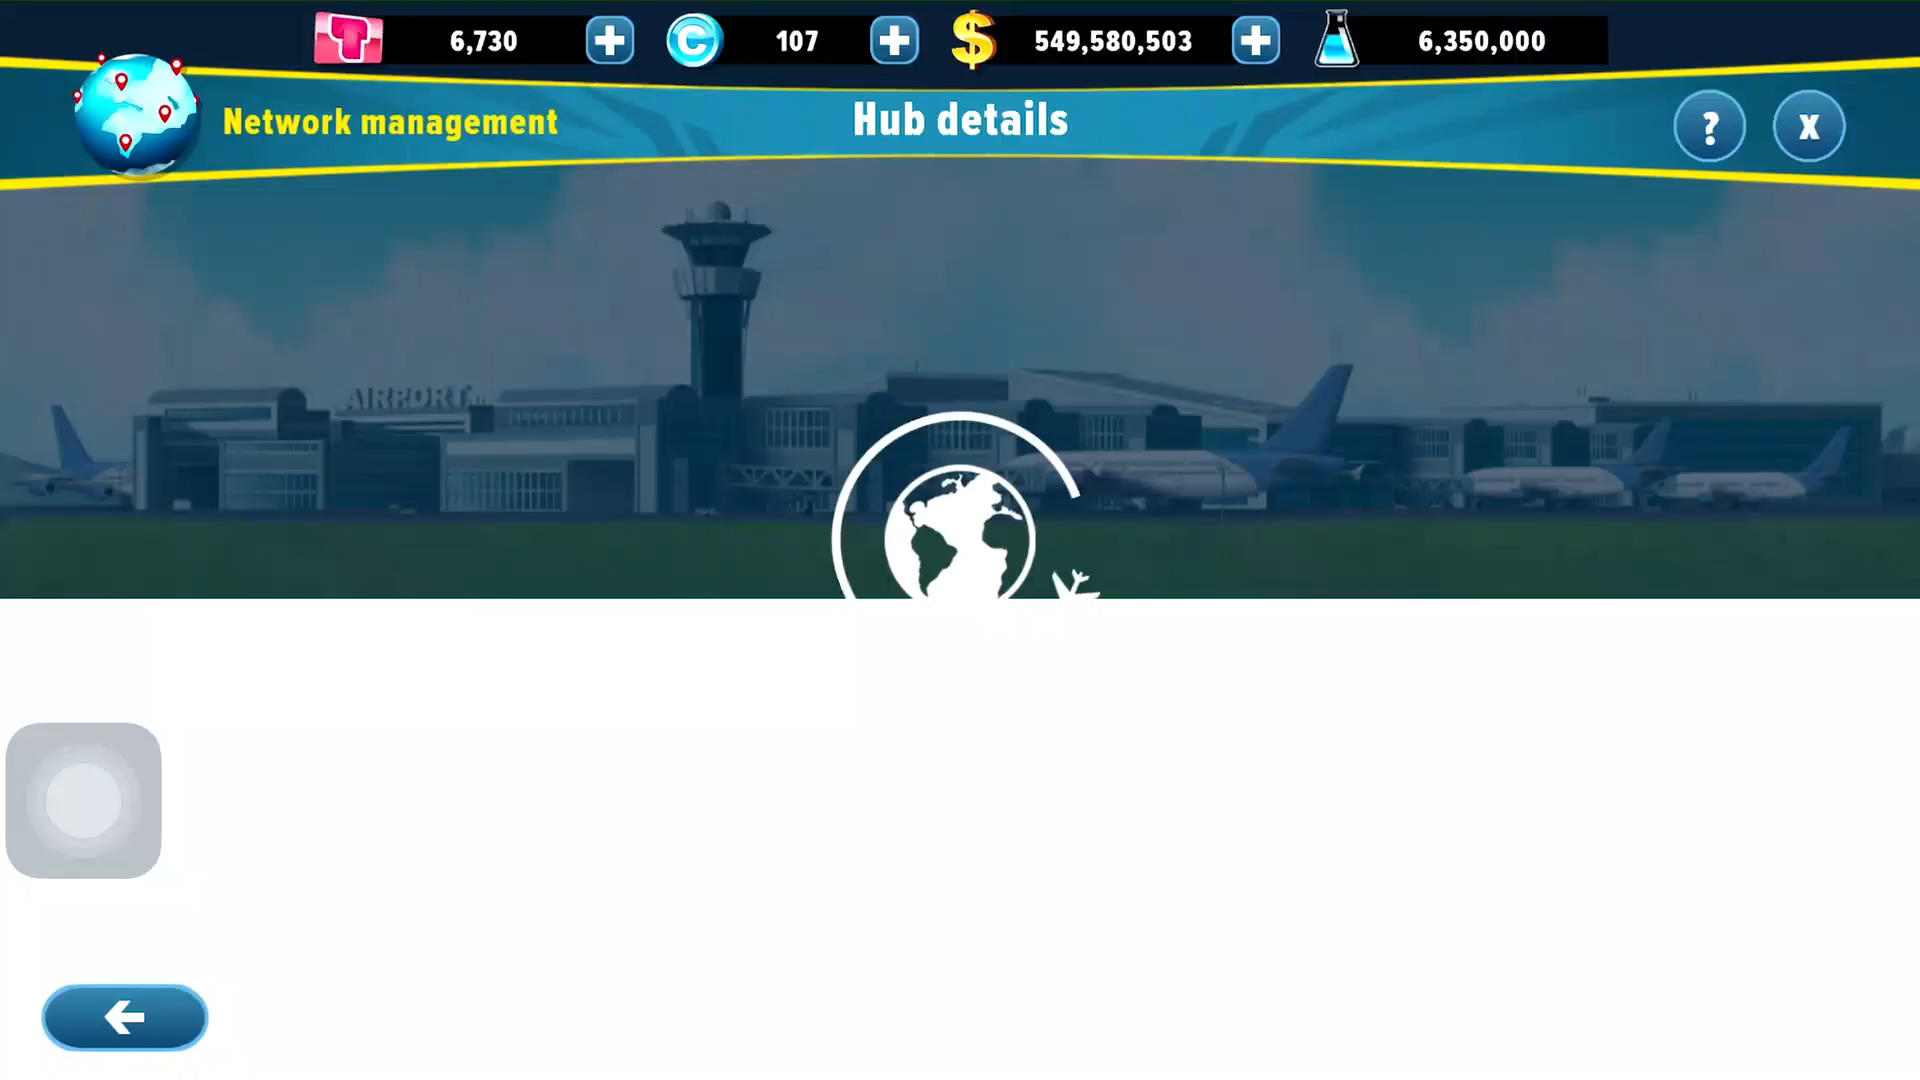 6,730
107
549,580,503
6,350,000
Network management
Hub details
?
X
AIRPORT